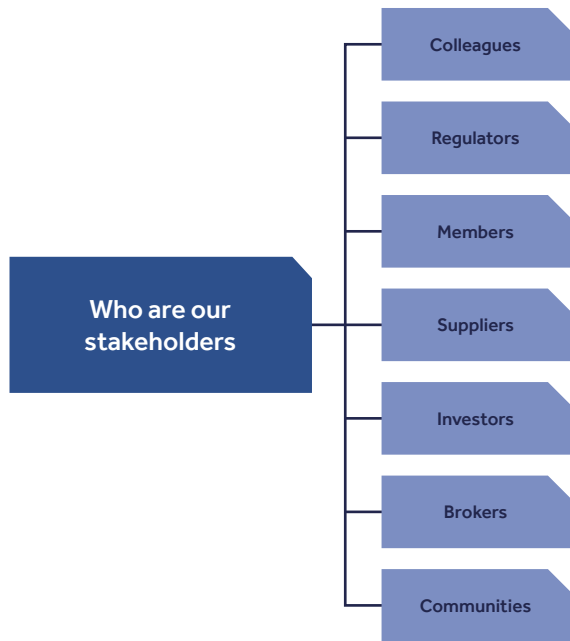 Who are our
stakeholders
Colleagues
Regulators
Members
Suppliers
Investors
Brokers
Communities